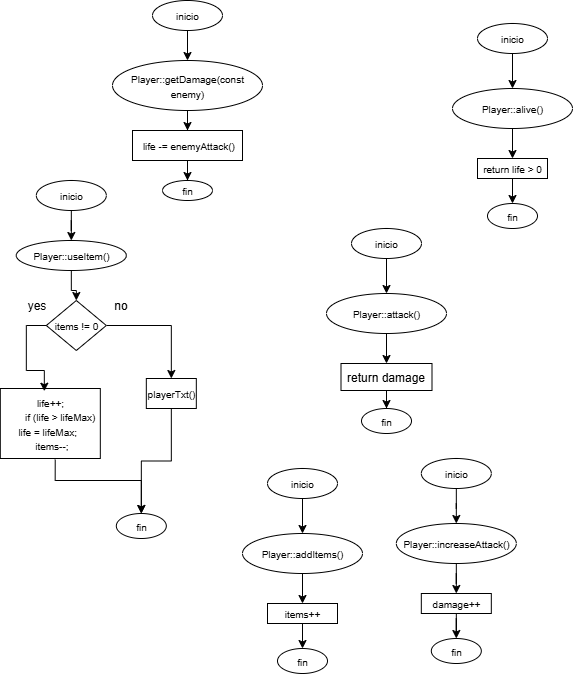 inicio
Player::getDamage(const
enemy)
life -= enemyAttack()
fin
inicio
Player::alive()
return life > 0
fin
inicio
Player::useItem()
yes
no
items != 0
life++;
if (life > lifeMax)
life = lifeMax;
items--;
playerTxt()
fin
inicio
Player::attack()
return damage
fin
inicio
Player::addItems()
items++
fin
inicio
Player::increaseAttack()
damage++
fin